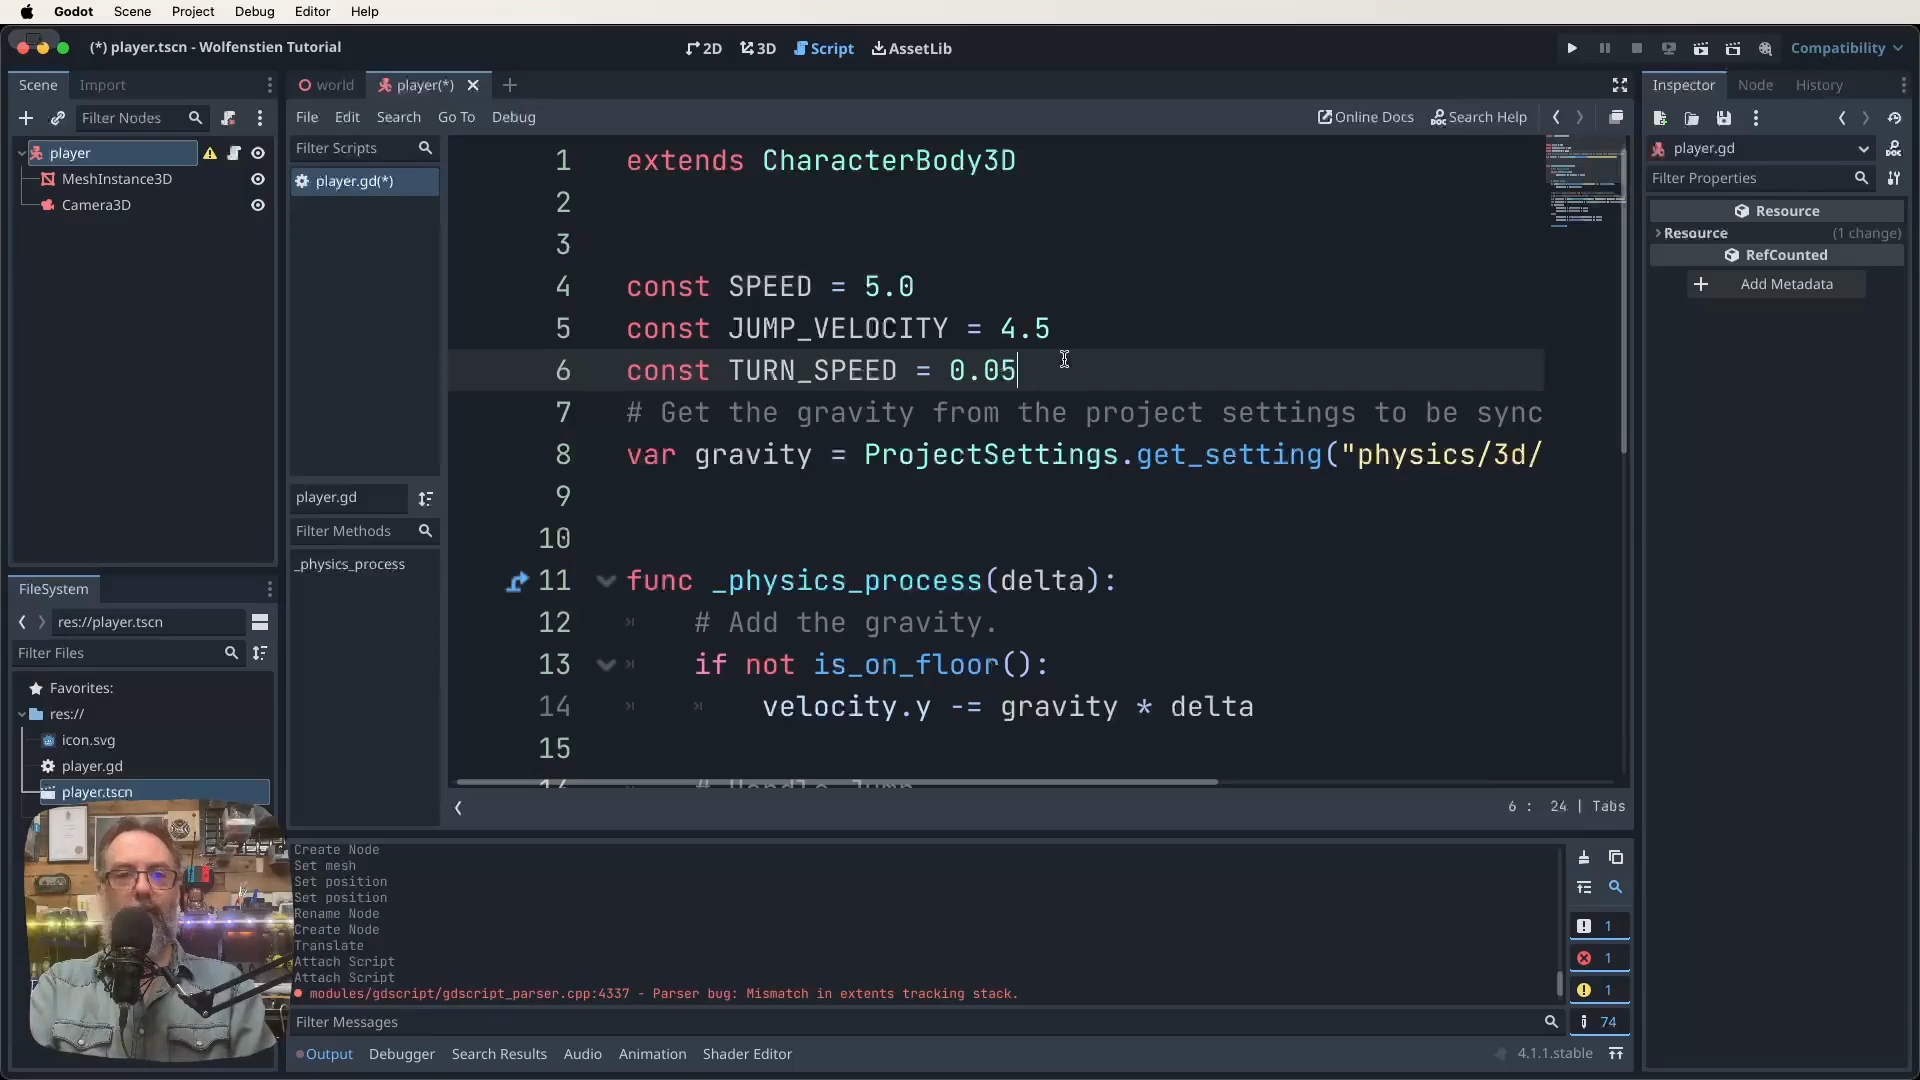 Godot Scene Project Debug Editor Help
(*) player.tscn - Wolfenstien Tutorial
2D 3D Script AssetLib
Compatibility
Scene Import
world player(*)
Inspector Node History
Filter Nodes
File Edit Search Go To Debug
Online Docs Search Help
player
MeshInstance3D
Camera3D
Filter Scripts
player.gd(*)
player.gd
Filter Methods
_physics_process
1 extends CharacterBody3D
2
3
4 const SPEED = 5.0
5 const JUMP_VELOCITY = 4.5
6 const TURN_SPEED = 0.05
7 # Get the gravity from the project settings to be sync
8 var gravity = ProjectSettings.get_setting("physics/3d/
9
10
11 func _physics_process(delta):
12 # Add the gravity.
13 if not is_on_floor():
14 velocity.y -= gravity * delta
15
6 : 24 | Tabs
player.gd
Filter Properties
Resource
Resource (1 change)
RefCounted
Add Metadata
FileSystem
res://player.tscn
Filter Files
Favorites:
res://
icon.svg
player.gd
player.tscn
Create Node
Set mesh
Set position
Set position
Rename Node
Create Node
Translate
Attach Script
Attach Script
modules/gdscript/gdscript_parser.cpp:4337 - Parser bug: Mismatch in extents tracking stack.
1
1
1
74
Filter Messages
Output Debugger Search Results Audio Animation Shader Editor
4.1.1.stable